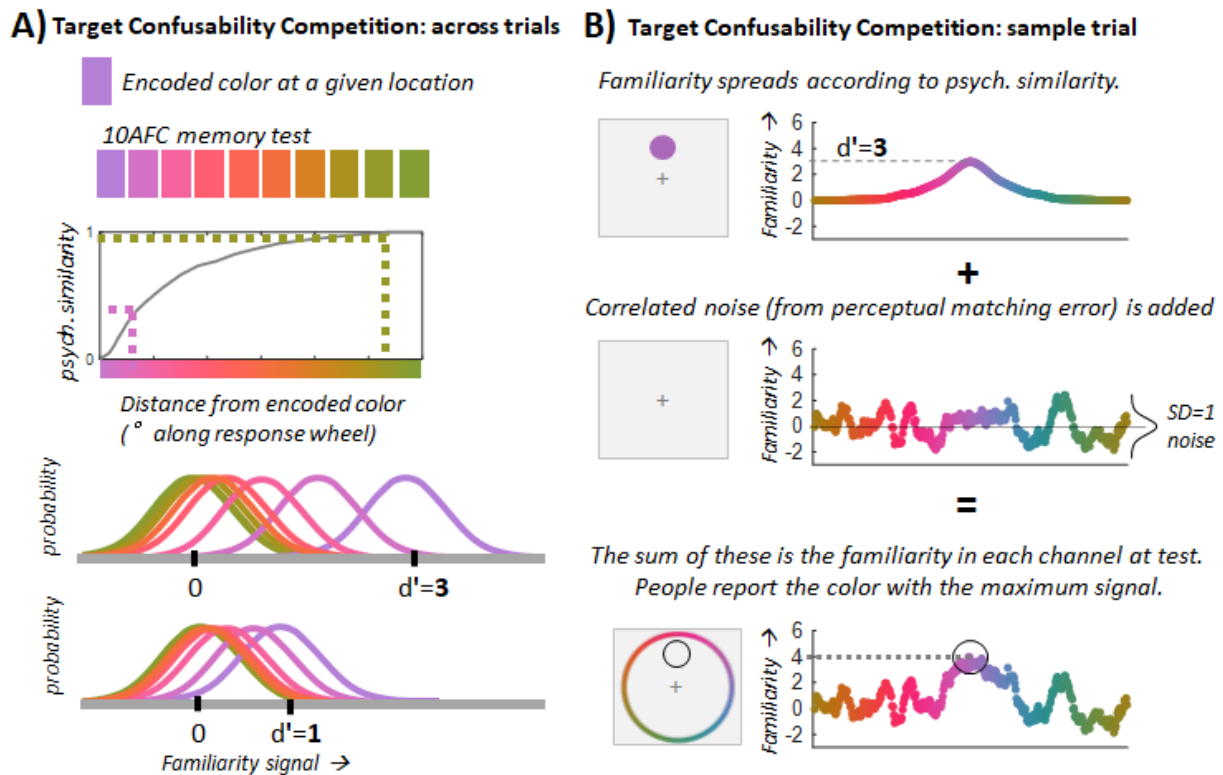 A) Target Confusability Competition: across trials
Encoded color at a given location
10AFC memory test
psych. similarity
1
0
Distance from encoded color
(° along response wheel)
probability
0
d'=3
probability
0
d'=1
Familiarity signal →
B) Target Confusability Competition: sample trial
Familiarity spreads according to psych. similarity.
Familiarity →
6
4
2
0
-2
d'=3
+
Correlated noise (from perceptual matching error) is added
Familiarity →
6
4
2
0
-2
SD=1
noise
=
The sum of these is the familiarity in each channel at test.
People report the color with the maximum signal.
Familiarity →
6
4
2
0
-2